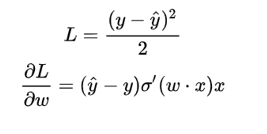 L = (y − ŷ)² / 2
∂L / ∂w = (ŷ − y)σ′(w · x)x